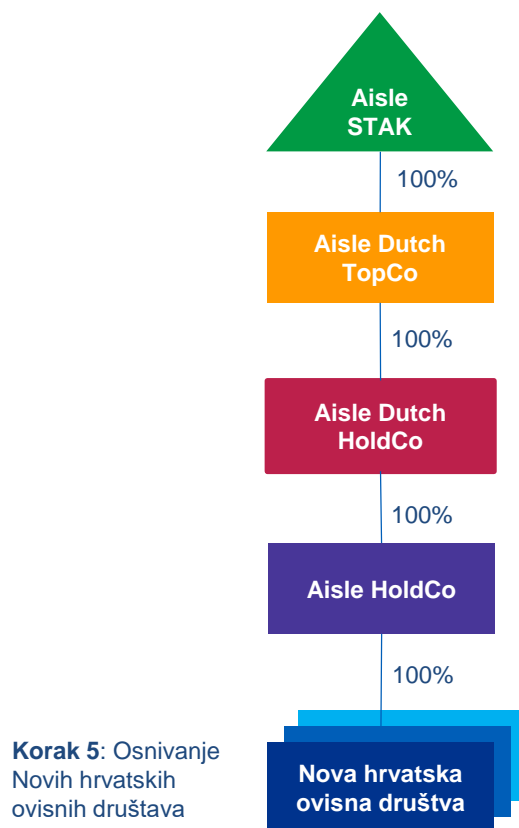 Aisle
STAK
100%
Aisle Dutch
TopCo
100%
Aisle Dutch
HoldCo
100%
Aisle HoldCo
100%
Korak 5: Osnivanje
Novih hrvatskih
ovisnih društava
Nova hrvatska
ovisna društva